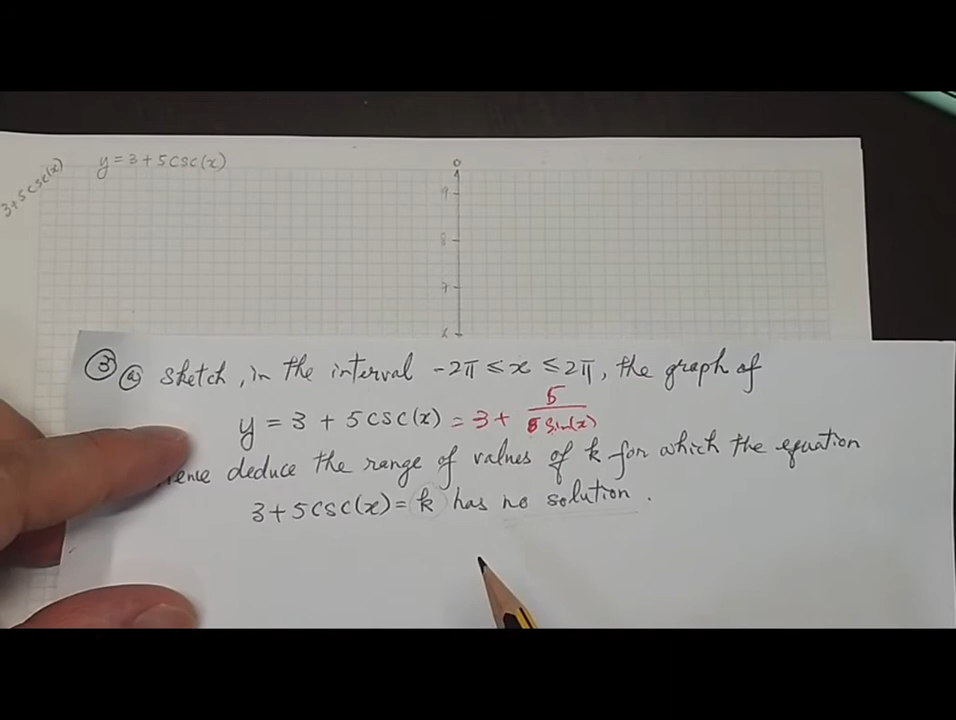 y = 3 + 5csc(x)
3+5csc(x)
0
9
8
7
6
③ ⓐ sketch, in the interval -2π ≤ x ≤ 2π, the graph of
y = 3 + 5csc(x) = 3 + 5/sin(x)
ence deduce the range of values of k for which the equation
3+5csc(x) = k has no solution.